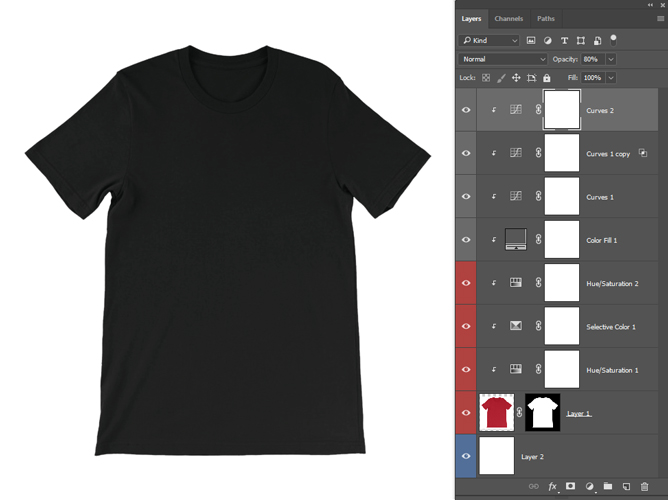 Layers Channels Paths
Kind
Normal Opacity: 80%
Lock: Fill: 100%
Curves 2
Curves 1 copy
Curves 1
Color Fill 1
Hue/Saturation 2
Selective Color 1
Hue/Saturation 1
Layer 1
Layer 2
fx